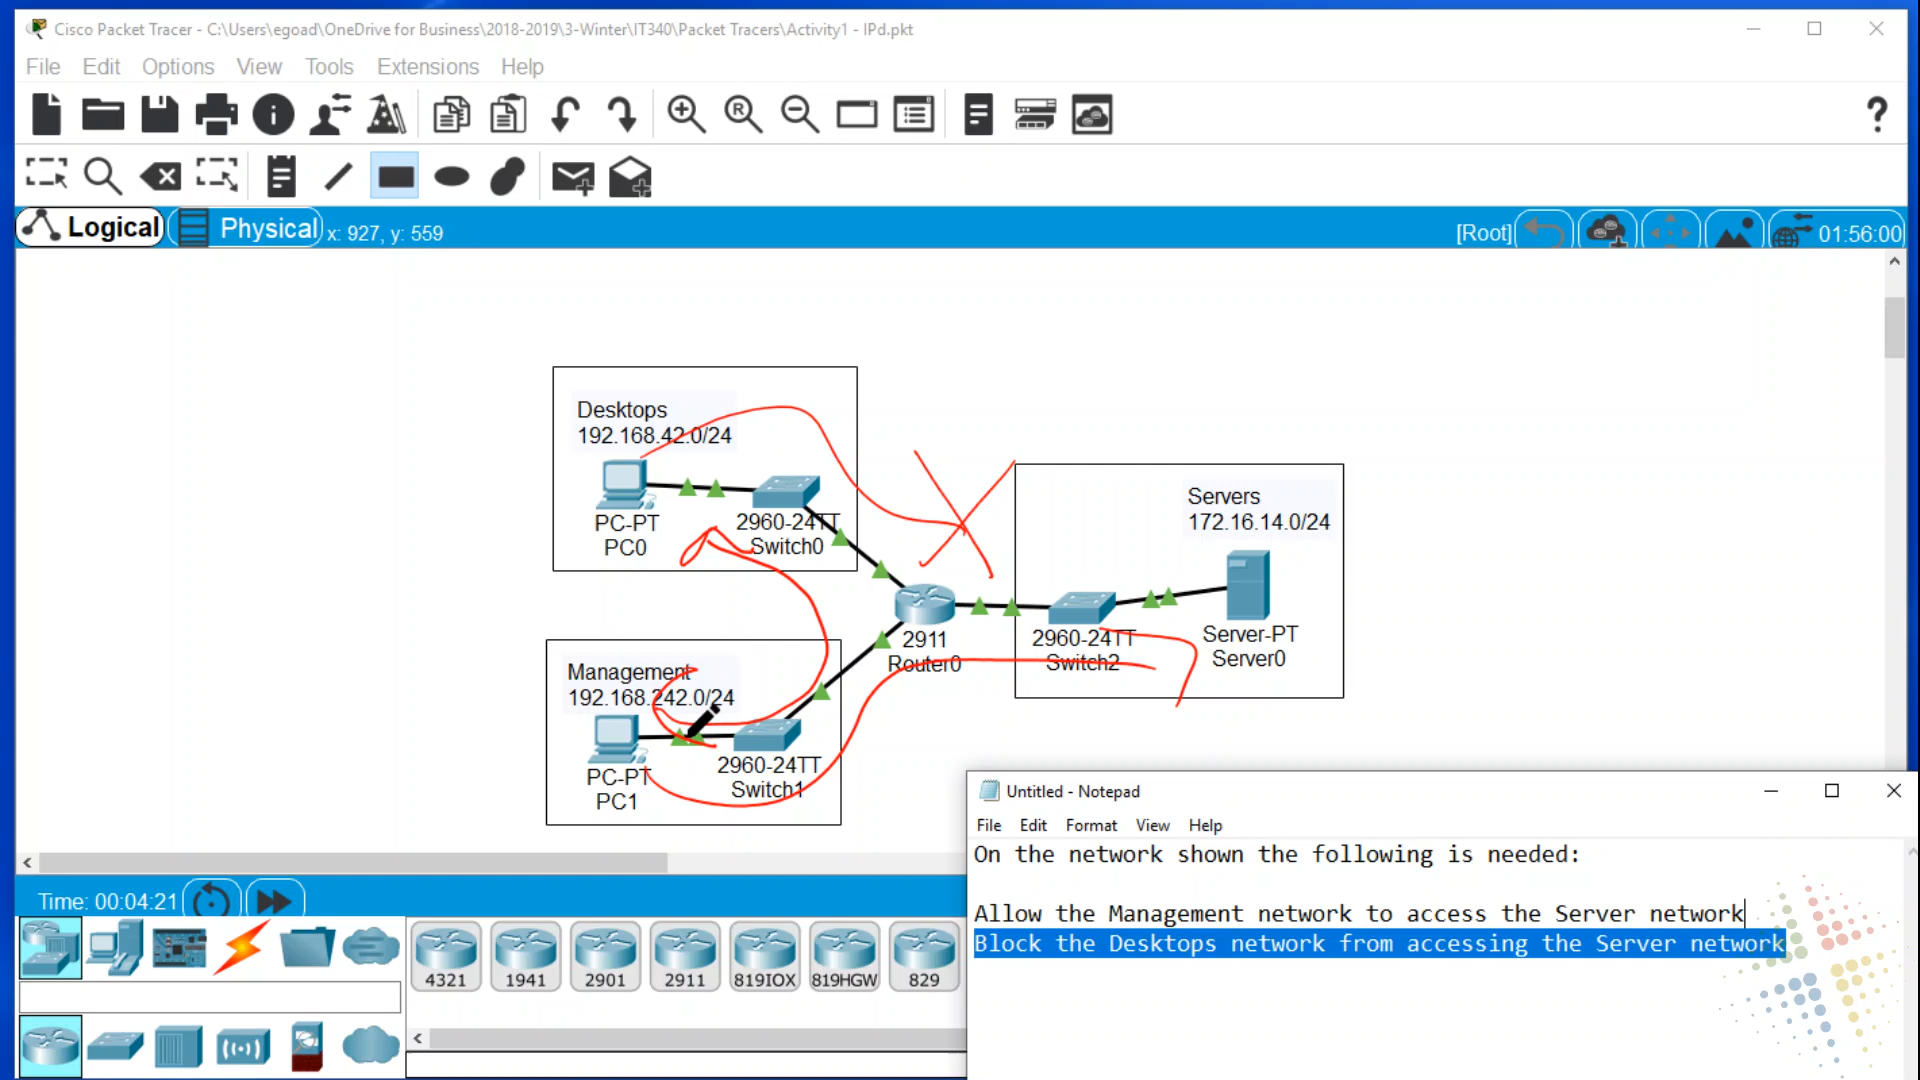 Cisco Packet Tracer - C:\Users\egoad\OneDrive for Business\2018-2019\3-Winter\IT340\Packet Tracers\Activity1 - IPd.pkt
File Edit Options View Tools Extensions Help
Logical Physical x: 927, y: 559 [Root] 01:56:00
Desktops
192.168.42.0/24
PC-PT
PC0
2960-24TT
Switch0
Servers
172.16.14.0/24
2911
Router0
2960-24TT
Switch2
Server-PT
Server0
Management
192.168.242.0/24
PC-PT
PC1
2960-24TT
Switch1
Time: 00:04:21
4321 1941 2901 2911 819IOX 819HGW 829
Untitled - Notepad
File Edit Format View Help
On the network shown the following is needed:
Allow the Management network to access the Server network
Block the Desktops network from accessing the Server network